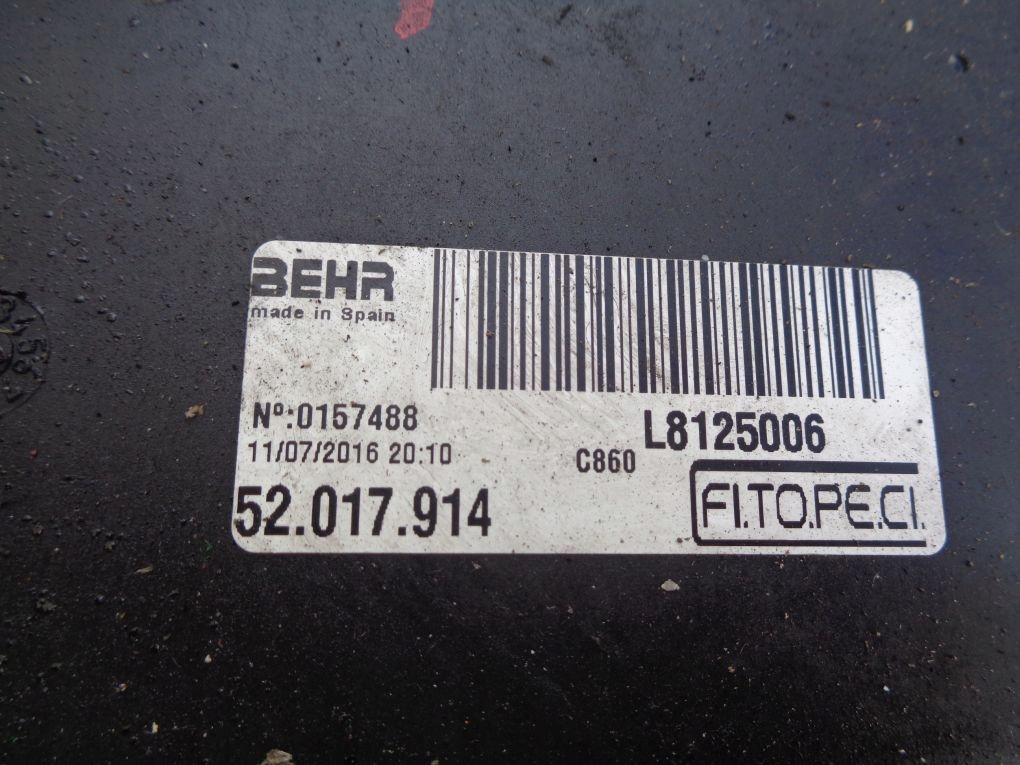 BEHR
made in Spain
Nº:0157488
L8125006
11/07/2016 20:10
C860
52.017.914
FI.TO.PE.CI.